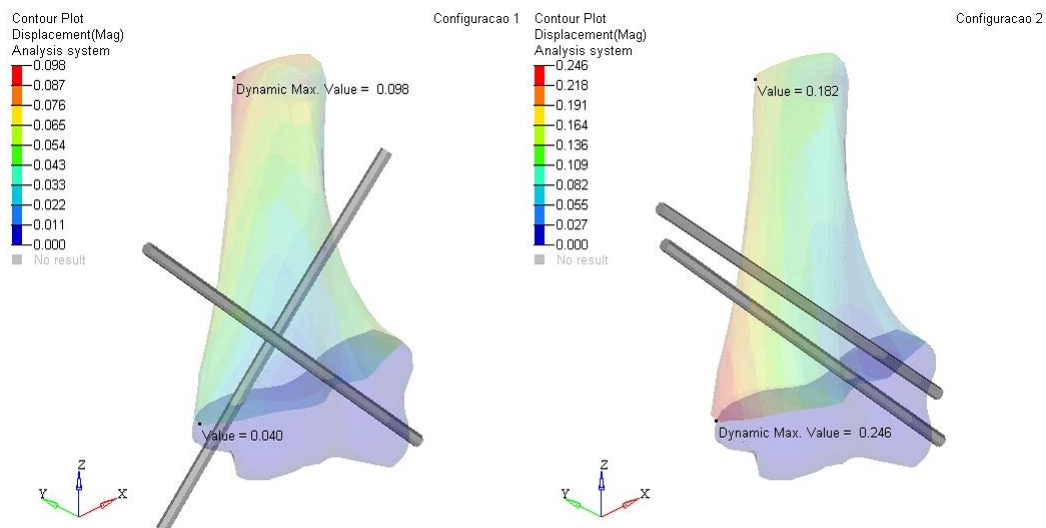 Contour Plot
Displacement(Mag)
Analysis system
0.098
0.087
0.076
0.065
0.054
0.043
0.033
0.022
0.011
0.000
No result
Configuracao 1
Dynamic Max. Value = 0.098
Value = 0.040
Z
Y
X
Contour Plot
Displacement(Mag)
Analysis system
0.246
0.218
0.191
0.164
0.136
0.109
0.082
0.055
0.027
0.000
No result
Configuracao 2
Value = 0.182
Dynamic Max. Value = 0.246
Z
Y
X